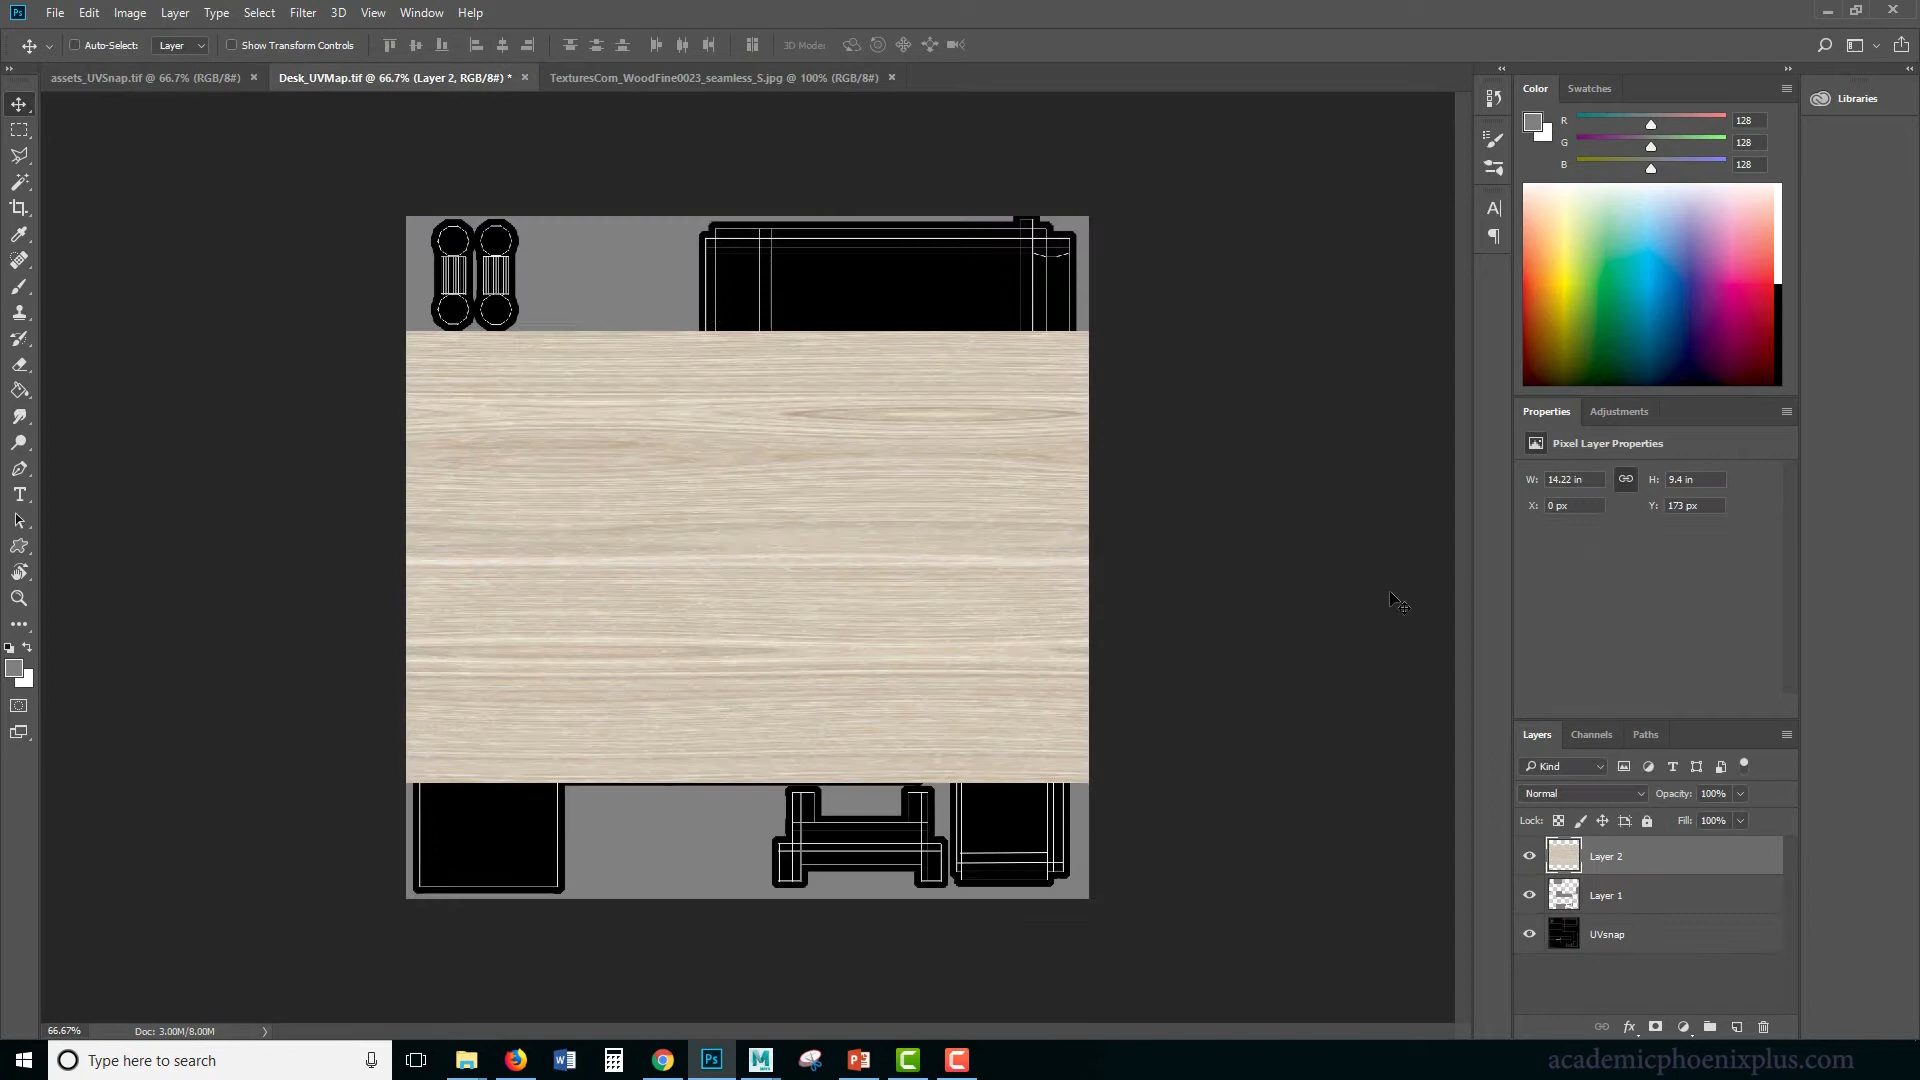 Ps File Edit Image Layer Type Select Filter 3D View Window Help
Auto-Select: Layer Show Transform Controls 3D Mode:
assets_UVSnap.tif @ 66.7% (RGB/8#) × Desk_UVMap.tif @ 66.7% (Layer 2, RGB/8#) * × TexturesCom_WoodFine0023_seamless_S.jpg @ 100% (RGB/8#) ×
Color Swatches
Libraries
R 128
G 128
B 128
Properties Adjustments
Pixel Layer Properties
W: 14.22 in H: 9.4 in
X: 0 px Y: 173 px
Layers Channels Paths
Kind
Normal Opacity: 100%
Lock: Fill: 100%
Layer 2
Layer 1
UVsnap
fx
66.67% Doc: 3.00M/8.00M
Type here to search
academicphoenixplus.com